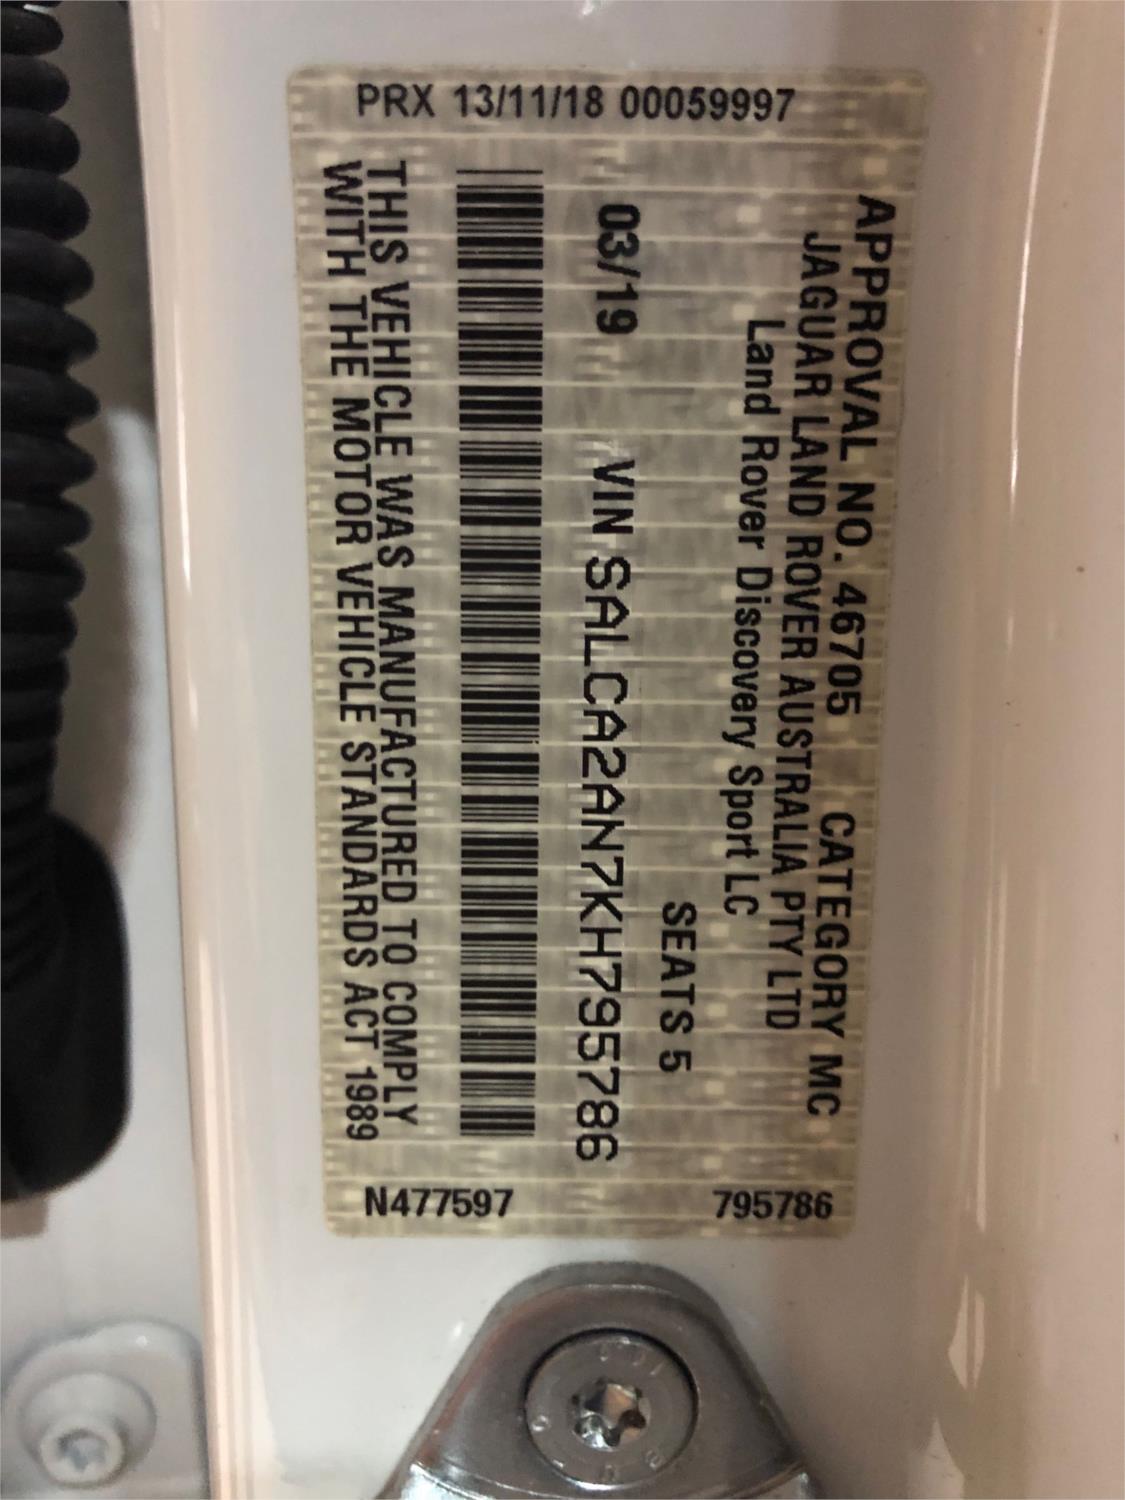 PRX 13/11/18 00059997
APPROVAL NO. 46705 CATEGORY MC
JAGUAR LAND ROVER AUSTRALIA PTY LTD
Land Rover Discovery Sport LC
SEATS 5
03/19 VIN SALCA2AN7KH795786
THIS VEHICLE WAS MANUFACTURED TO COMPLY
WITH THE MOTOR VEHICLE STANDARDS ACT 1989
N477597 795786